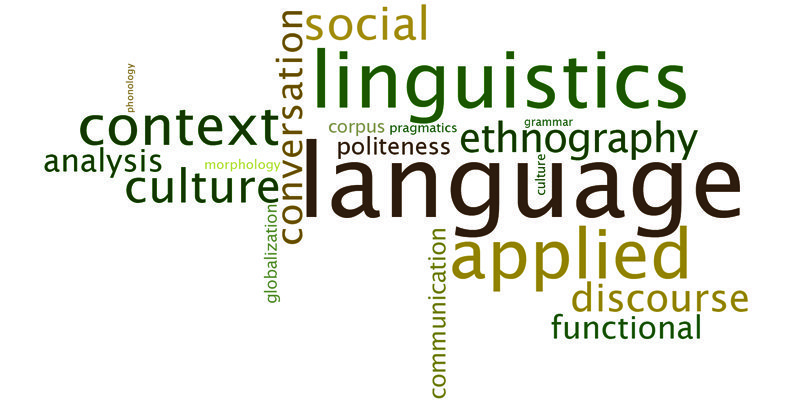 social
linguistics
conversation
phonology
context
corpus
pragmatics
grammar
ethnography
politeness
analysis
morphology
culture
language
culture
globalization
communication
applied
discourse
functional